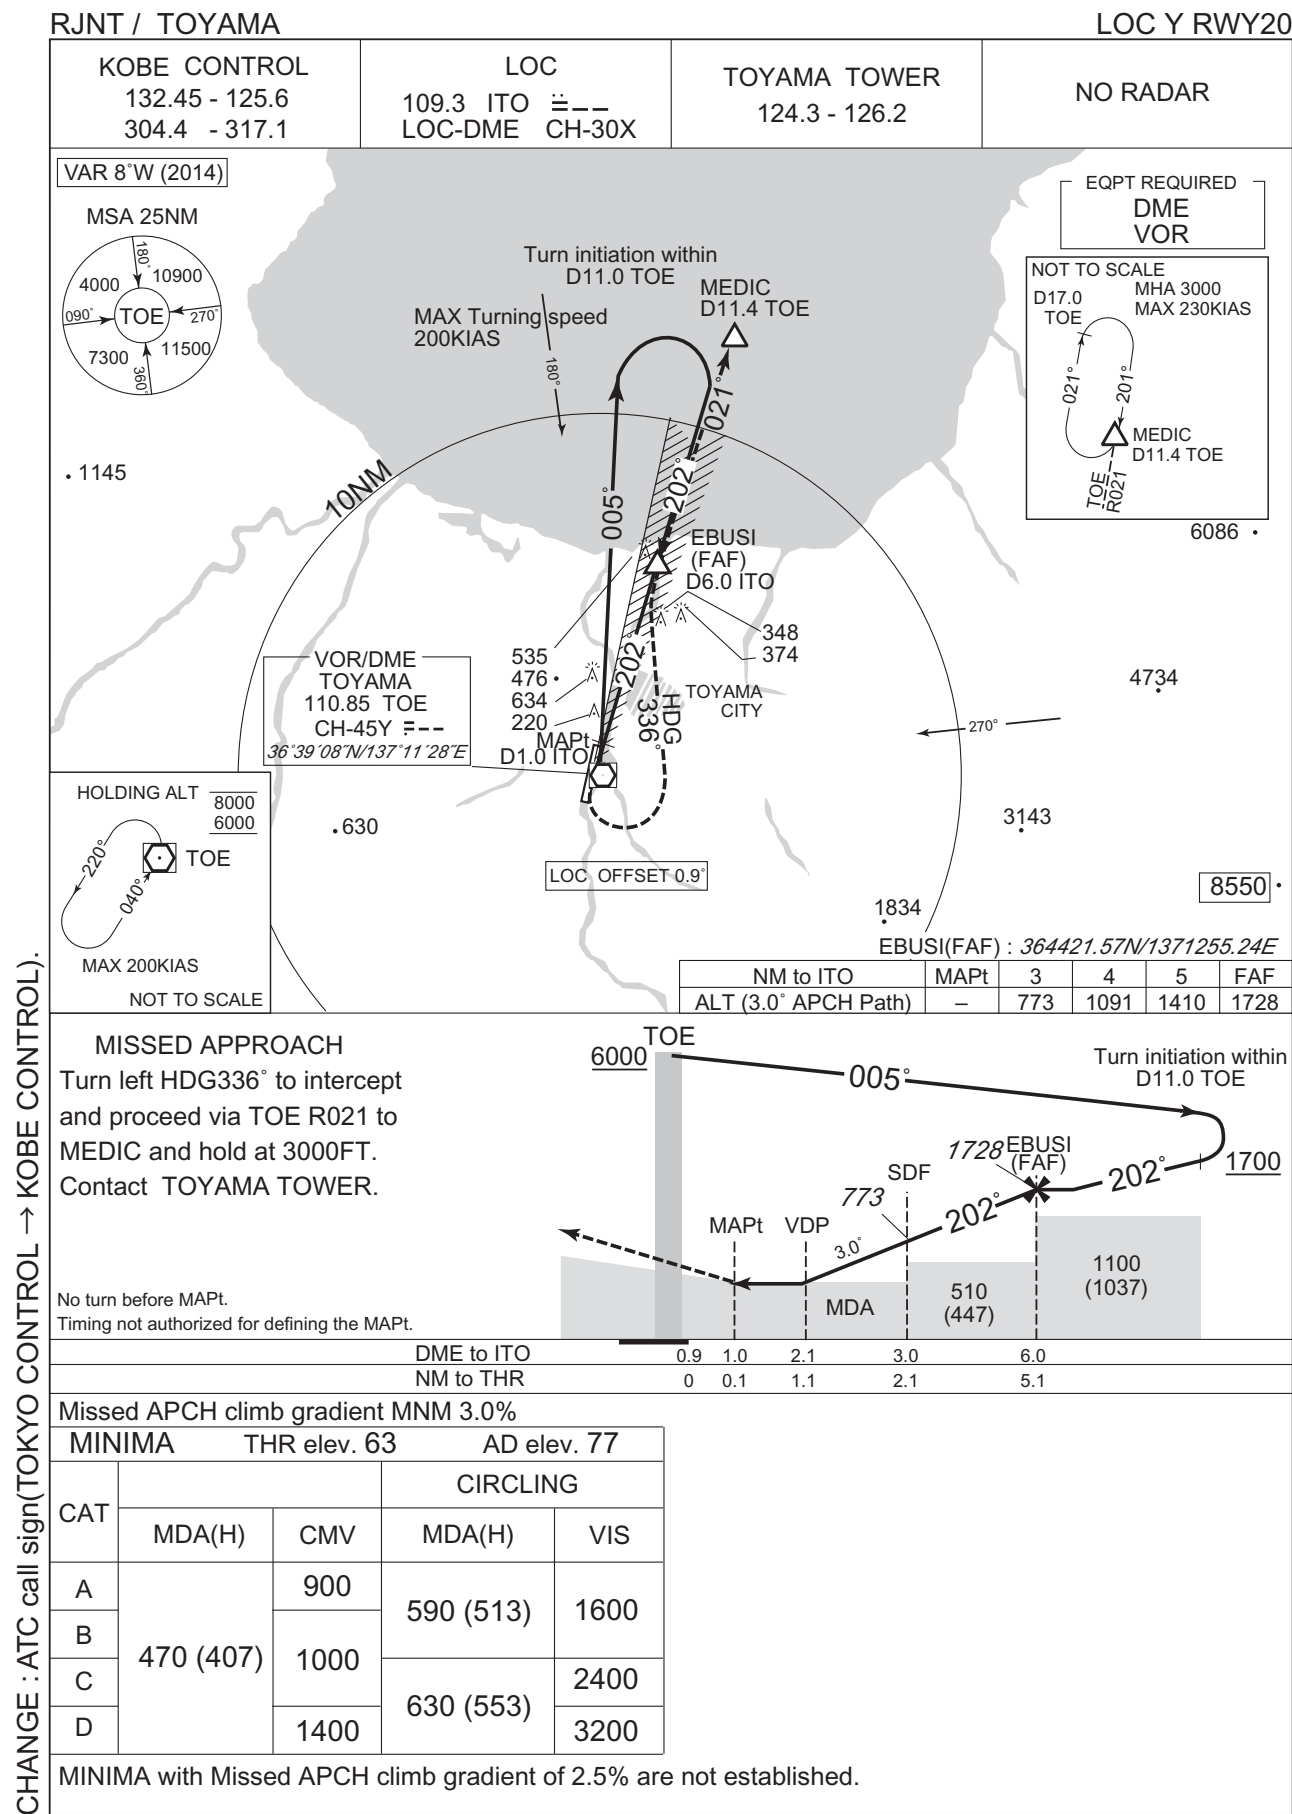 RJNT / TOYAMA
LOC Y RWY20
KOBE CONTROL
132.45 - 125.6
304.4 - 317.1
LOC
109.3 ITO
LOC-DME CH-30X
TOYAMA TOWER
124.3 - 126.2
NO RADAR
VAR 8°W (2014)
MSA 25NM
180°
4000
10900
090°
TOE
270°
7300
11500
360°
Turn initiation within
D11.0 TOE
MEDIC
D11.4 TOE
MAX Turning speed
200KIAS
180°
EQPT REQUIRED
DME
VOR
NOT TO SCALE
D17.0
TOE
MHA 3000
MAX 230KIAS
021°
201°
MEDIC
D11.4 TOE
TOE
R021
021°
1145
10NM
005°
202°
6086
EBUSI
(FAF)
D6.0 ITO
348
374
202°
VOR/DME
TOYAMA
110.85 TOE
CH-45Y
36°39´08˝N/137°11´28˝E
535
476
634
220
MAPt
D1.0 ITO
HDG
336°
TOYAMA
CITY
4734
270°
HOLDING ALT
8000
6000
220°
040°
TOE
MAX 200KIAS
NOT TO SCALE
630
3143
LOC OFFSET 0.9°
8550
1834
EBUSI(FAF) : 364421.57N/1371255.24E
NM to ITO MAPt 3 4 5 FAF
ALT (3.0° APCH Path) – 773 1091 1410 1728
MISSED APPROACH
Turn left HDG336° to intercept
and proceed via TOE R021 to
MEDIC and hold at 3000FT.
Contact TOYAMA TOWER.
No turn before MAPt.
Timing not authorized for defining the MAPt.
TOE
6000
005°
Turn initiation within
D11.0 TOE
1728
EBUSI
(FAF)
202°
1700
SDF
773
202°
MAPt
VDP
3.0°
MDA
510
(447)
1100
(1037)
DME to ITO 0.9 1.0 2.1 3.0 6.0
NM to THR 0 0.1 1.1 2.1 5.1
Missed APCH climb gradient MNM 3.0%
MINIMA THR elev. 63 AD elev. 77
CAT
CIRCLING
MDA(H) CMV MDA(H) VIS
A
B
C
D
470 (407)
900
1000
1400
590 (513)
630 (553)
1600
2400
3200
MINIMA with Missed APCH climb gradient of 2.5% are not established.
CHANGE : ATC call sign(TOKYO CONTROL → KOBE CONTROL).